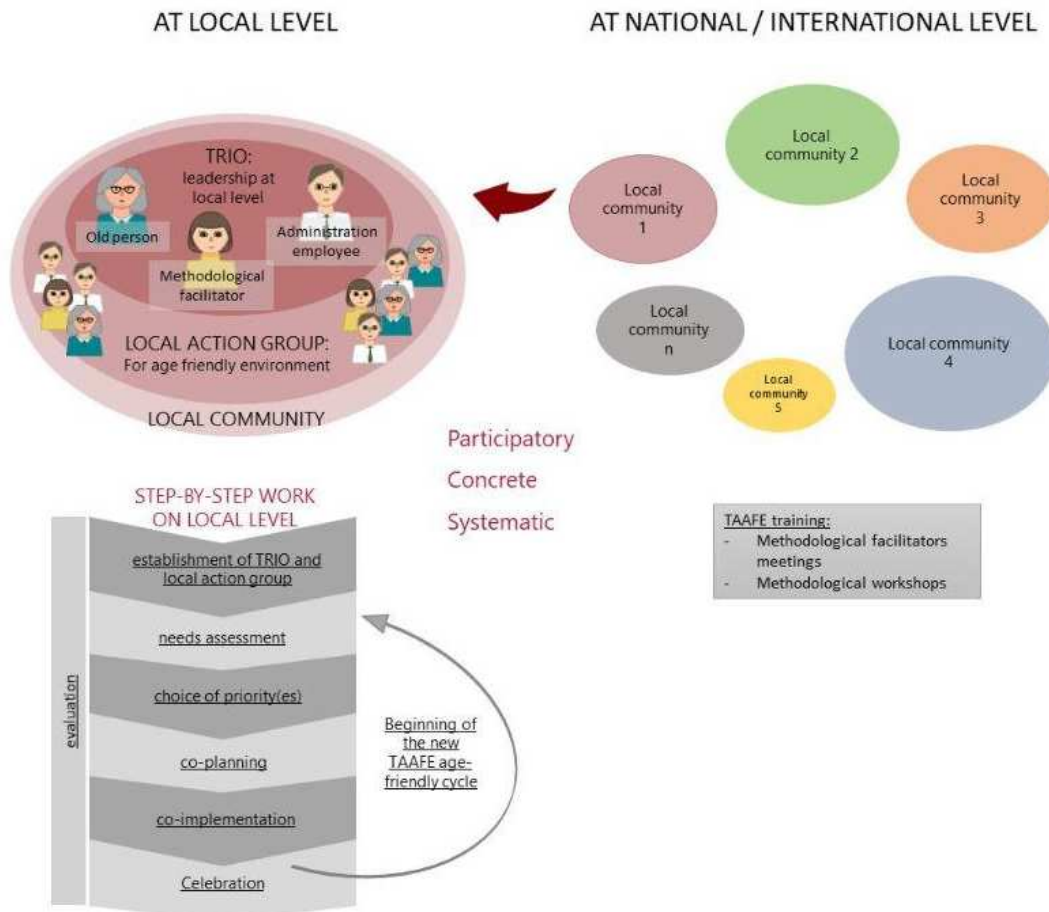 AT LOCAL LEVEL
AT NATIONAL / INTERNATIONAL LEVEL
TRIO:
leadership at
local level
Old person
Administration
employee
Methodological
facilitator
LOCAL ACTION GROUP:
For age friendly environment
LOCAL COMMUNITY
Local
community 2
Local
community
1
Local
community
3
Local
community
n
Local community
4
Local
community
5
Participatory
Concrete
Systematic
STEP-BY-STEP WORK
ON LOCAL LEVEL
evaluation
establishment of TRIO and
local action group
needs assessment
choice of priority(es)
co-planning
co-implementation
Celebration
Beginning of
the new
TAAFE age-
friendly cycle
TAAFE training:
- Methodological facilitators
meetings
- Methodological workshops